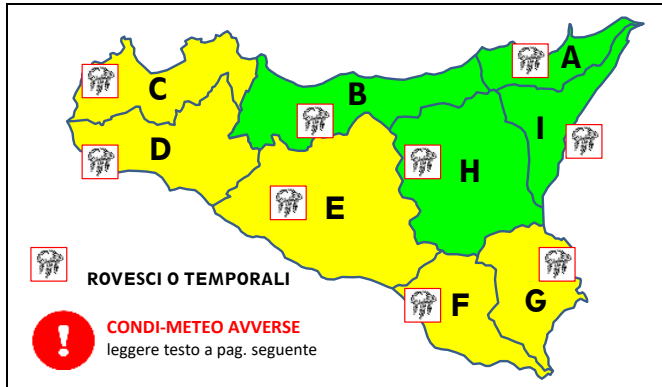 A
C
B
I
D
H
E
F
G
ROVESCI O TEMPORALI
CONDI-METEO AVVERSE
leggere testo a pag. seguente
!